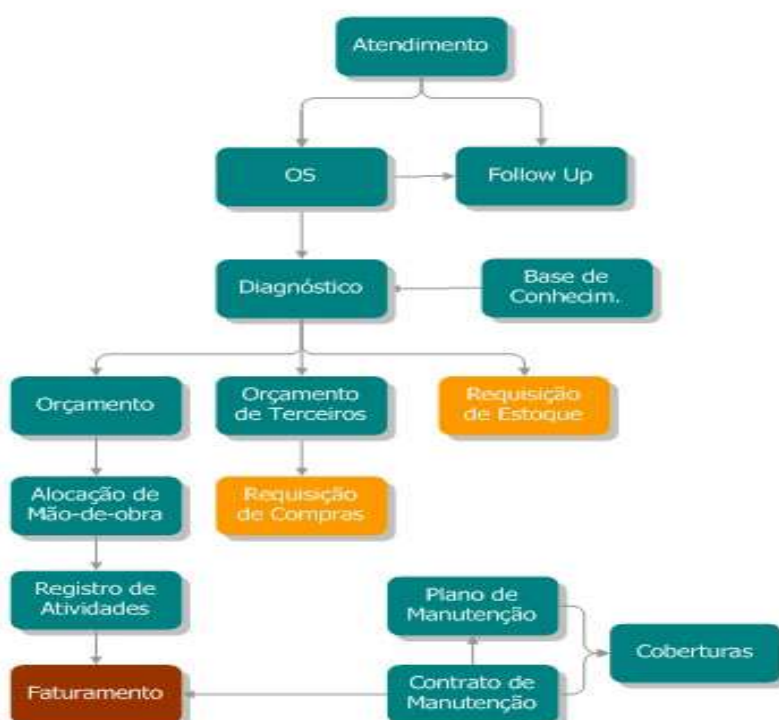 Atendimento
OS
Follow Up
Diagnóstico
Base de
Conhecim.
Orçamento
Orçamento
de Terceiros
Requisição
de Estoque
Alocação de
Mão-de-obra
Requisição
de Compras
Registro de
Atividades
Plano de
Manutenção
Coberturas
Faturamento
Contrato de
Manutenção